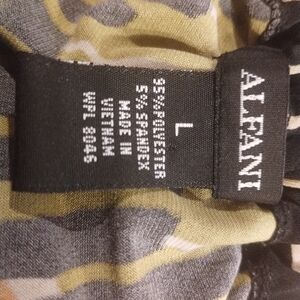 ALFANI
L
95% POLYESTER
5% SPANDEX
MADE IN
VIETNAM
WPL 8046